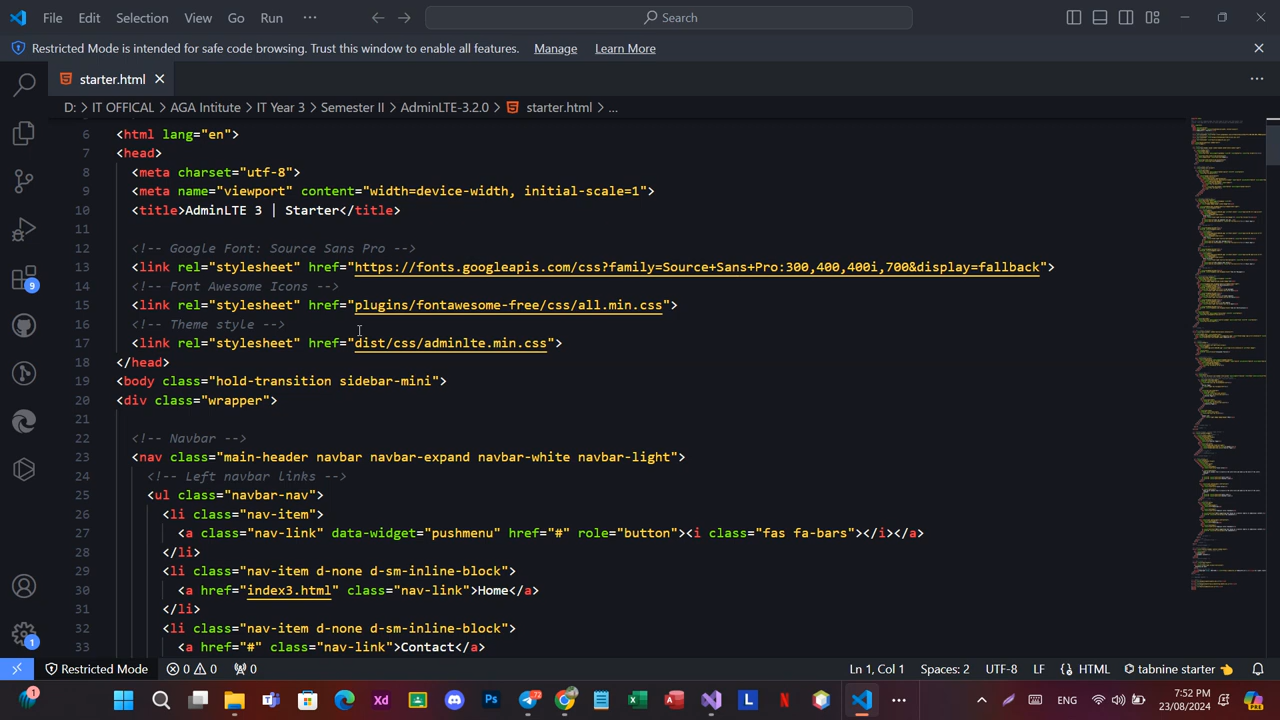 File Edit Selection View Go Run ··· Search
Restricted Mode is intended for safe code browsing. Trust this window to enable all features. Manage Learn More
starter.html
D: > IT OFFICAL > AGA Intitute > IT Year 3 > Semester II > AdminLTE-3.2.0 > starter.html > ...
6 <html lang="en">
7 <head>
8 <meta charset="utf-8">
9 <meta name="viewport" content="width=device-width, initial-scale=1">
10 <title>AdminLTE 3 | Starter</title>
11
12 <!-- Google Font: Source Sans Pro -->
13 <link rel="stylesheet" href="https://fonts.googleapis.com/css?family=Source+Sans+Pro:300,400,400i,700&display=fallback">
14 <!-- Font Awesome Icons -->
15 <link rel="stylesheet" href="plugins/fontawesome-free/css/all.min.css">
16 <!-- Theme style -->
17 <link rel="stylesheet" href="dist/css/adminlte.min.css">
18 </head>
19 <body class="hold-transition sidebar-mini">
20 <div class="wrapper">
21
22 <!-- Navbar -->
23 <nav class="main-header navbar navbar-expand navbar-white navbar-light">
24 <!-- Left navbar links -->
25 <ul class="navbar-nav">
26 <li class="nav-item">
27 <a class="nav-link" data-widget="pushmenu" href="#" role="button"><i class="fas fa-bars"></i></a>
28 </li>
29 <li class="nav-item d-none d-sm-inline-block">
30 <a href="index3.html" class="nav-link">Home</a>
31 </li>
32 <li class="nav-item d-none d-sm-inline-block">
33 <a href="#" class="nav-link">Contact</a>
9
1
Restricted Mode 0 0 0 Ln 1, Col 1 Spaces: 2 UTF-8 LF HTML tabnine starter
1 Xd Ps 72 L N ENG 7:52 PM
23/08/2024
PRE